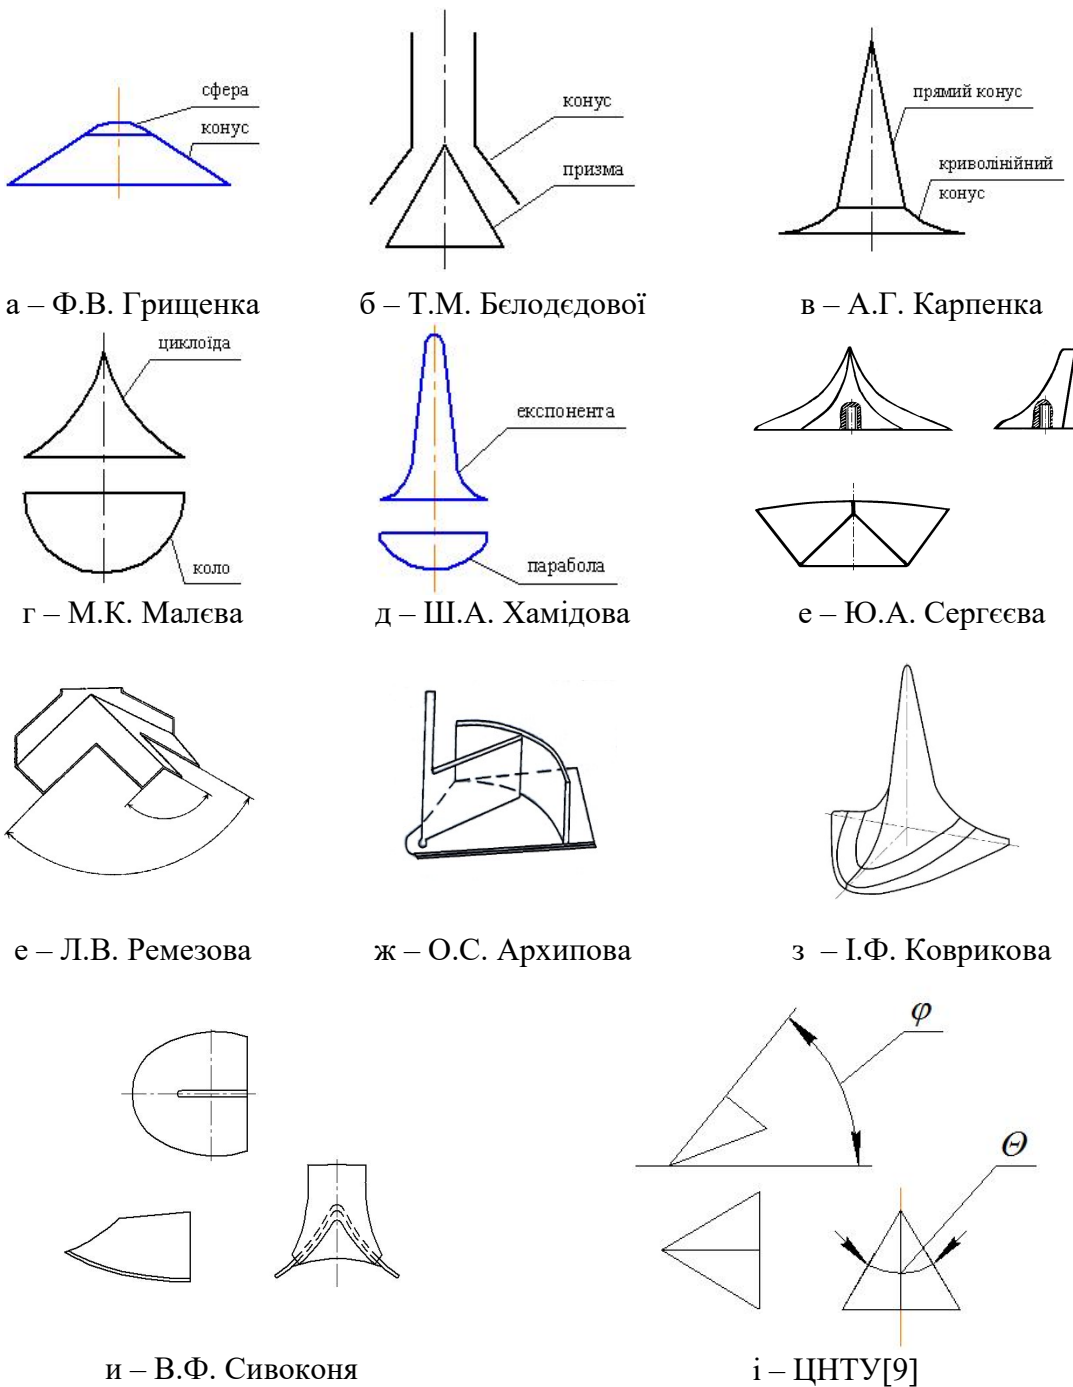 сфера
конус
конус
призма
прямий конус
криволінійний
конус
а – Ф.В. Грищенка
б – Т.М. Бєлодєдової
в – А.Г. Карпенка
циклоїда
коло
експонента
парабола
г – М.К. Малєва
д – Ш.А. Хамідова
е – Ю.А. Сергєєва
е – Л.В. Ремезова
ж – О.С. Архипова
з – І.Ф. Коврикова
φ
Θ
и – В.Ф. Сивоконя
і – ЦНТУ[9]